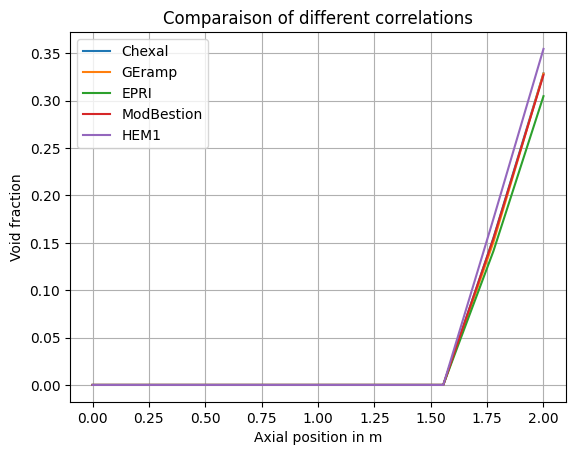 Comparaison of different correlations
Chexal
GEramp
EPRI
ModBestion
HEM1
Void fraction
0.35
0.30
0.25
0.20
0.15
0.10
0.05
0.00
0.00 0.25 0.50 0.75 1.00 1.25 1.50 1.75 2.00
Axial position in m